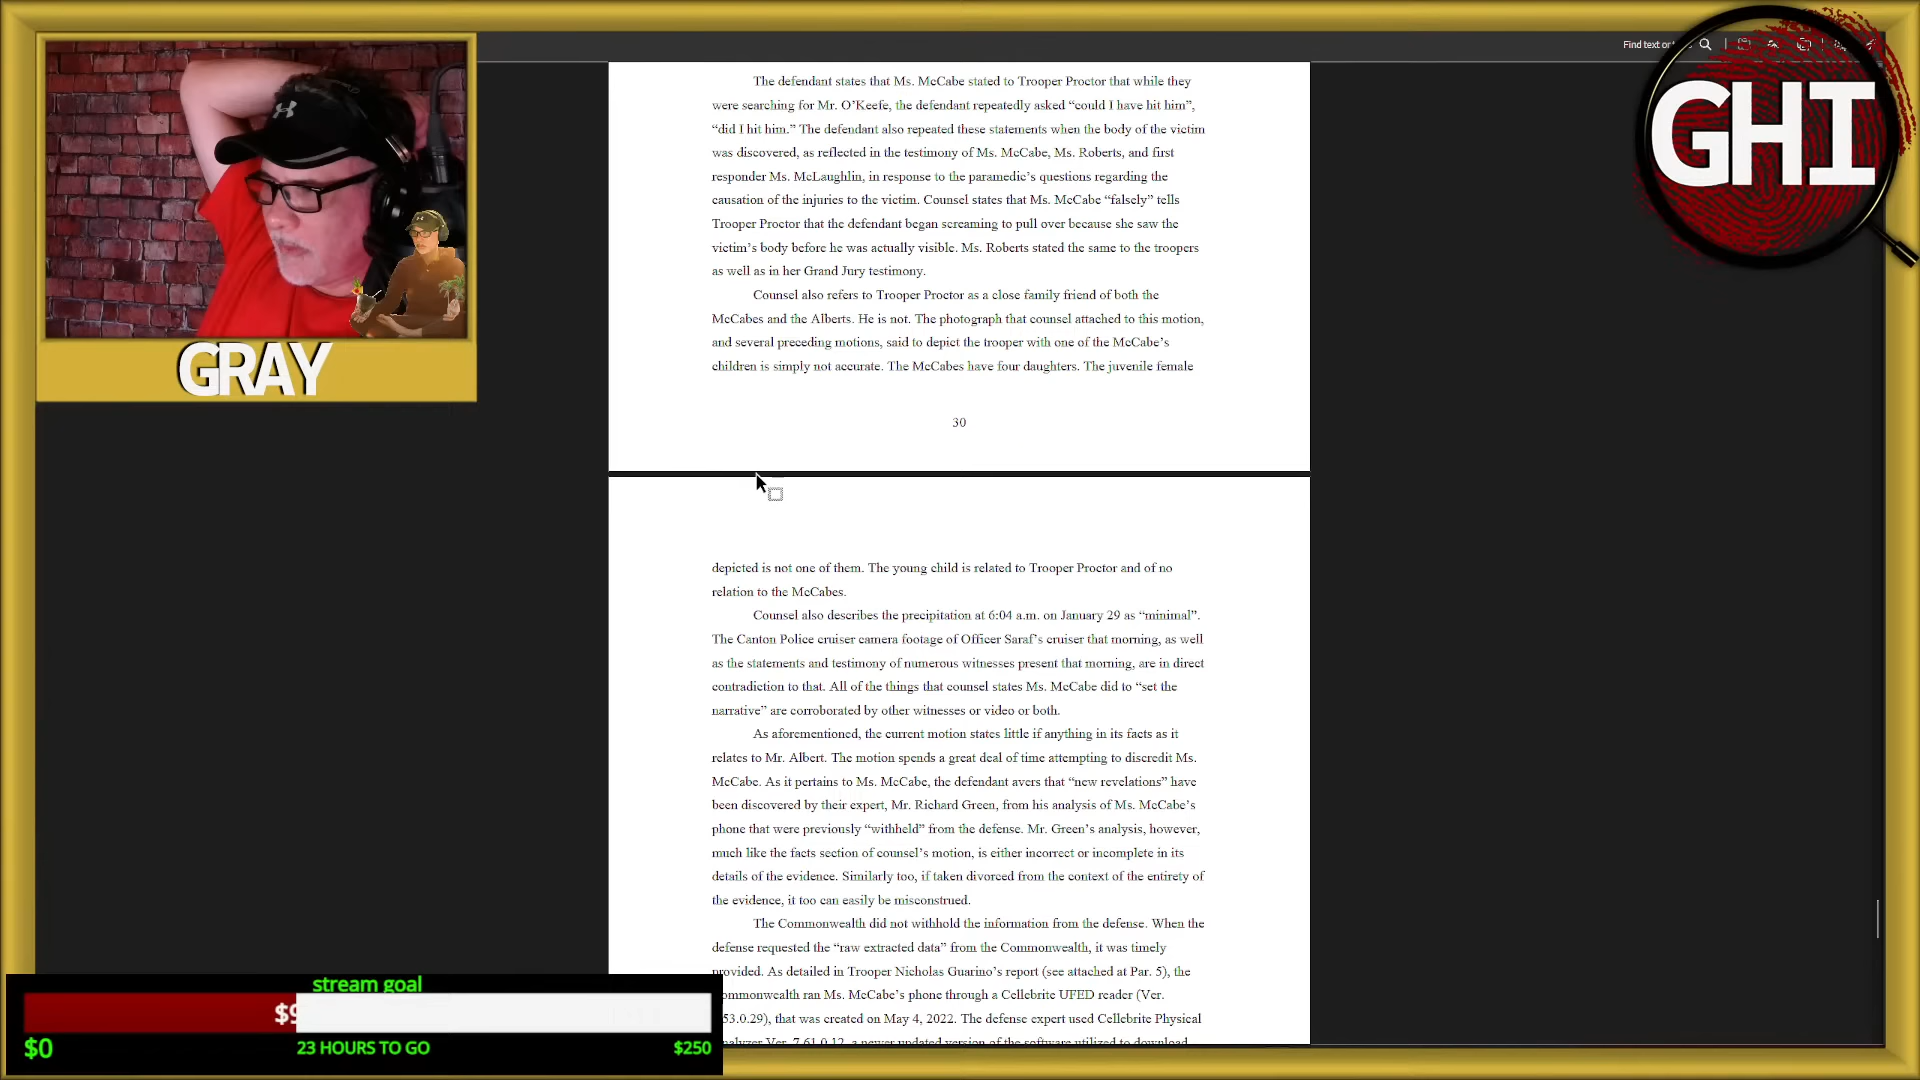 Find text or
GHI
GRAY
The defendant states that Ms. McCabe stated to Trooper Proctor that while they
were searching for Mr. O’Keefe, the defendant repeatedly asked “could I have hit him”,
“did I hit him.” The defendant also repeated these statements when the body of the victim
was discovered, as reflected in the testimony of Ms. McCabe, Ms. Roberts, and first
responder Ms. McLaughlin, in response to the paramedic’s questions regarding the
causation of the injuries to the victim. Counsel states that Ms. McCabe “falsely” tells
Trooper Proctor that the defendant began screaming to pull over because she saw the
victim’s body before he was actually visible. Ms. Roberts stated the same to the troopers
as well as in her Grand Jury testimony.
Counsel also refers to Trooper Proctor as a close family friend of both the
McCabes and the Alberts. He is not. The photograph that counsel attached to this motion,
and several preceding motions, said to depict the trooper with one of the McCabe’s
children is simply not accurate. The McCabes have four daughters. The juvenile female
30
depicted is not one of them. The young child is related to Trooper Proctor and of no
relation to the McCabes.
Counsel also describes the precipitation at 6:04 a.m. on January 29 as “minimal”.
The Canton Police cruiser camera footage of Officer Saraf’s cruiser that morning, as well
as the statements and testimony of numerous witnesses present that morning, are in direct
contradiction to that. All of the things that counsel states Ms. McCabe did to “set the
narrative” are corroborated by other witnesses or video or both.
As aforementioned, the current motion states little if anything in its facts as it
relates to Mr. Albert. The motion spends a great deal of time attempting to discredit Ms.
McCabe. As it pertains to Ms. McCabe, the defendant avers that “new revelations” have
been discovered by their expert, Mr. Richard Green, from his analysis of Ms. McCabe’s
phone that were previously “withheld” from the defense. Mr. Green’s analysis, however,
much like the facts section of counsel’s motion, is either incorrect or incomplete in its
details of the evidence. Similarly too, if taken divorced from the context of the entirety of
the evidence, it too can easily be misconstrued.
The Commonwealth did not withhold the information from the defense. When the
defense requested the “raw extracted data” from the Commonwealth, it was timely
provided. As detailed in Trooper Nicholas Guarino’s report (see attached at Par. 5), the
ommonwealth ran Ms. McCabe’s phone through a Cellebrite UFED reader (Ver.
53.0.29), that was created on May 4, 2022. The defense expert used Cellebrite Physical
Ver. 7.61.0.12, a newer updated version of the software utilized to download
stream goal
$9
$0
23 HOURS TO GO
$250